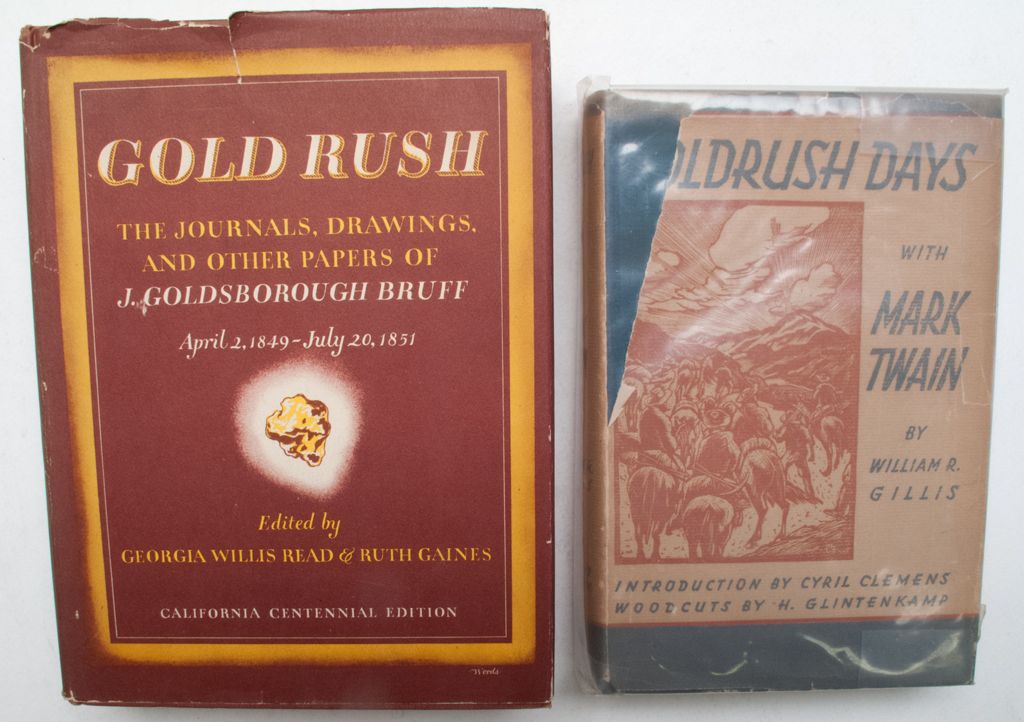 GOLD RUSH
THE JOURNALS, DRAWINGS,
AND OTHER PAPERS OF
J. GOLDSBOROUGH BRUFF
April 2, 1849 - July 20, 1851
Edited by
GEORGIA WILLIS READ & RUTH GAINES
CALIFORNIA CENTENNIAL EDITION
OLDRUSH DAYS
WITH
MARK
TWAIN
BY
WILLIAM R.
GILLIS
INTRODUCTION BY CYRIL CLEMENS
WOODCUTS BY H. GLINTENKAMP